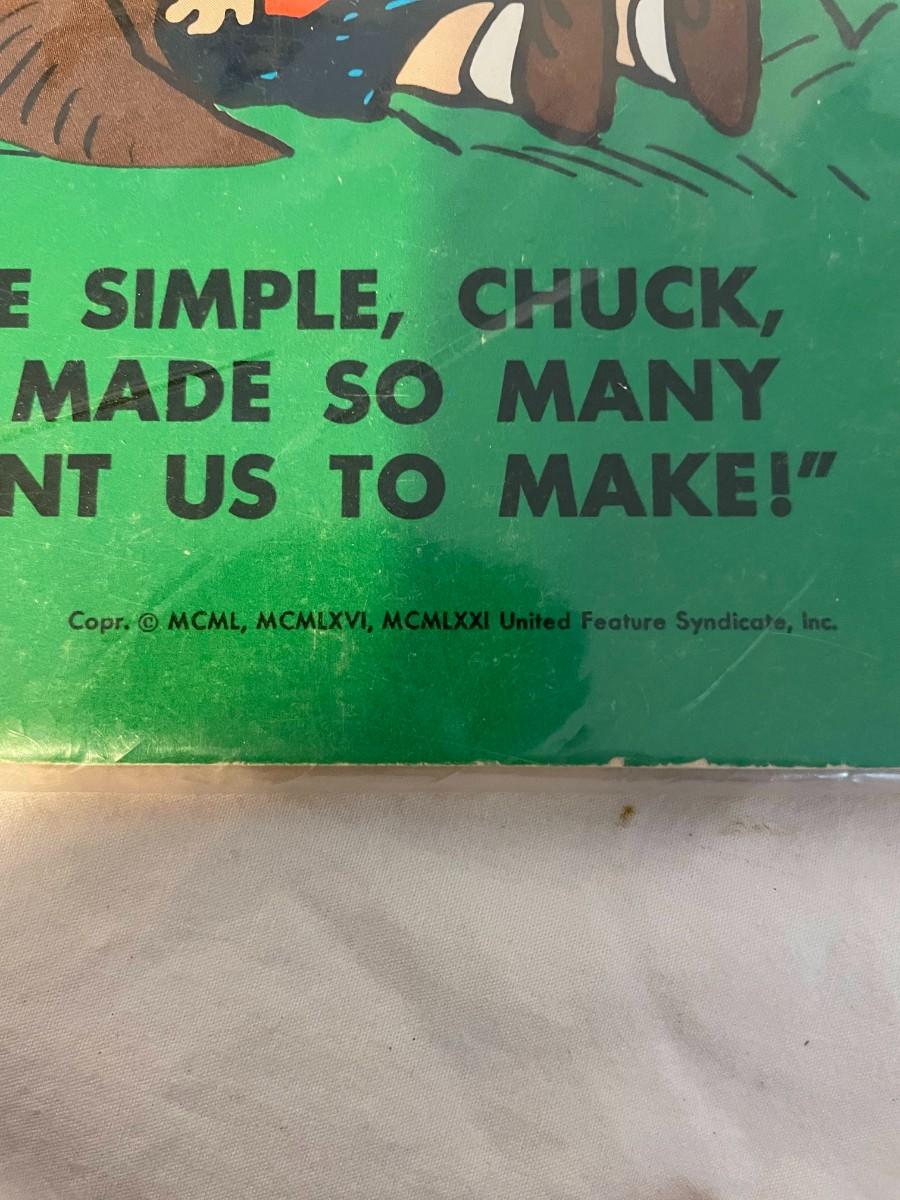 E SIMPLE, CHUCK,
MADE SO MANY
NT US TO MAKE!”
Copr. © MCML, MCMLXVI, MCMLXXI United Feature Syndicate, Inc.